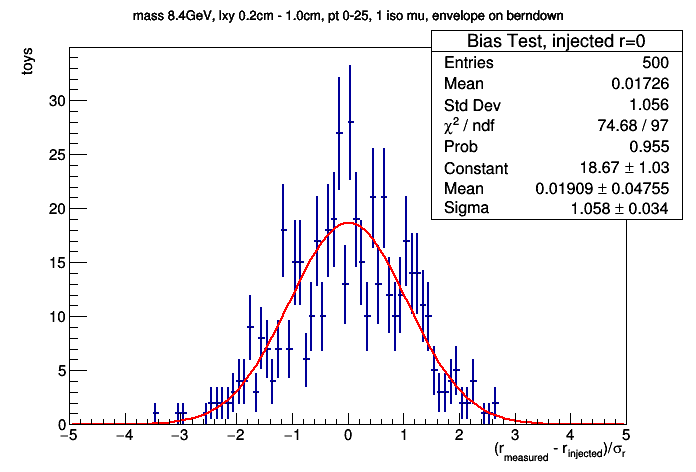 mass 8.4GeV, lxy 0.2cm - 1.0cm, pt 0-25, 1 iso mu, envelope on berndown
Bias Test, injected r=0
Entries 500
Mean 0.01726
Std Dev 1.056
χ² / ndf 74.68 / 97
Prob 0.955
Constant 18.67 ± 1.03
Mean 0.01909 ± 0.04755
Sigma 1.058 ± 0.034
toys
30
25
20
15
10
5
0
−5 −4 −3 −2 −1 0 1 2 3 4 5
(r_measured - r_injected)/σ_r